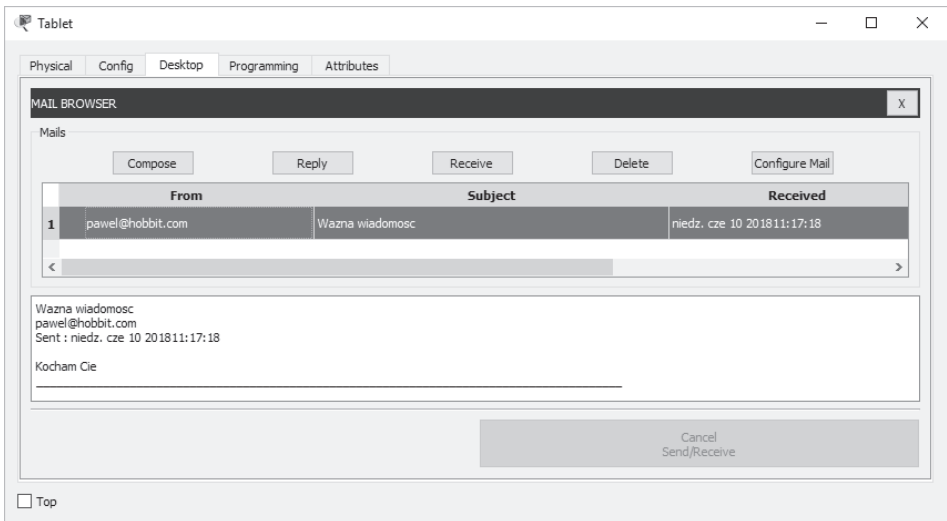 Tablet
Physical Config Desktop Programming Attributes
MAIL BROWSER X
Mails
Compose Reply Receive Delete Configure Mail
From Subject Received
1 pawel@hobbit.com Wazna wiadomosc niedz. cze 10 201811:17:18
Wazna wiadomosc
pawel@hobbit.com
Sent : niedz. cze 10 201811:17:18
Kocham Cie
Cancel
Send/Receive
Top